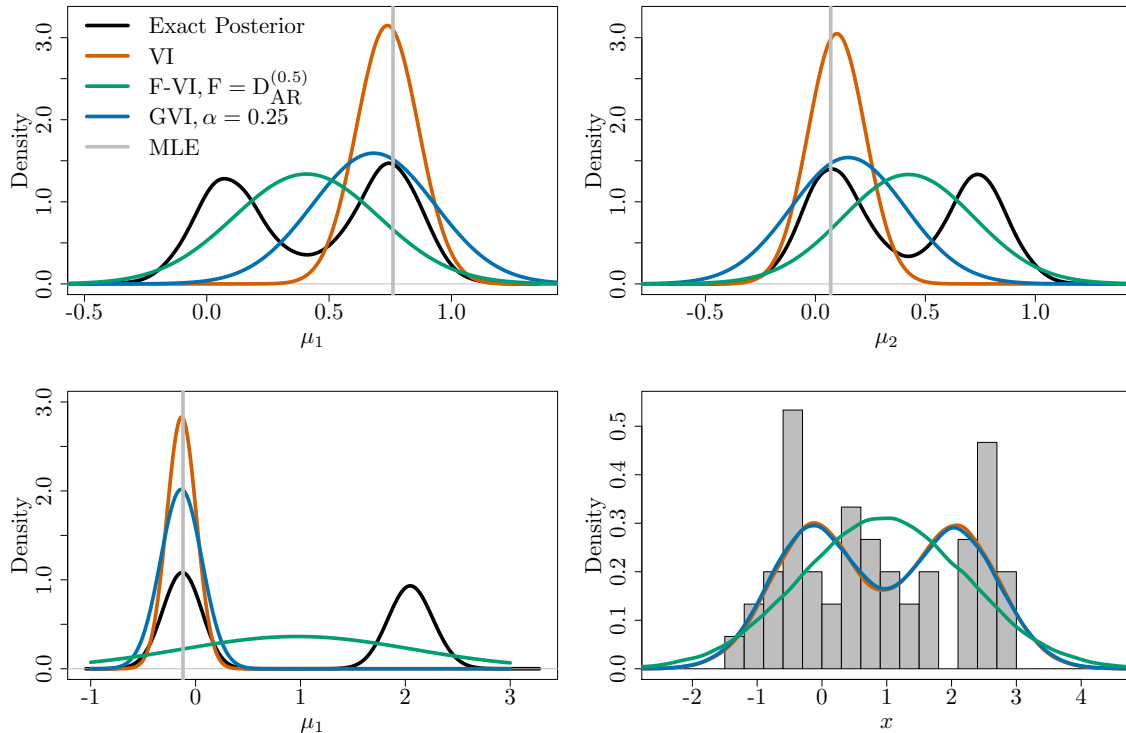 Exact Posterior
VI
F-VI, F = D_AR^(0.5)
GVI, α = 0.25
MLE
Density
0.0 1.0 2.0 3.0
-0.5 0.0 0.5 1.0
μ₁
Density
0.0 1.0 2.0 3.0
-0.5 0.0 0.5 1.0
μ₂
Density
0.0 1.0 2.0 3.0
-1 0 1 2 3
μ₁
Density
0.0 0.1 0.2 0.3 0.4 0.5
-2 -1 0 1 2 3 4
x